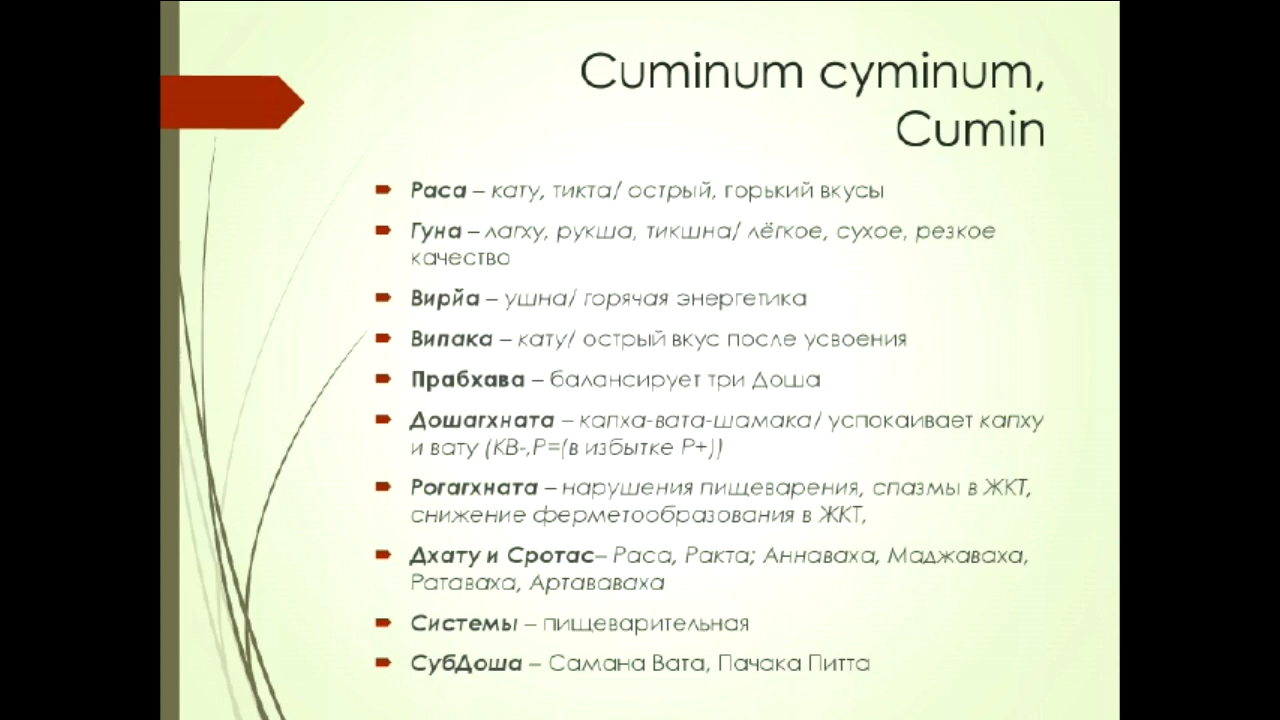 Cuminum cyminum,
Cumin
Раса – кату, тикта/ острый, горький вкусы
Гуна – лагху, рукша, тикшна/ лёгкое, сухое, резкое
качество
Вирйа – ушна/ горячая энергетика
Випака – кату/ острый вкус после усвоения
Прабхава – балансирует три Доша
Дошагхната – капха-вата-шамака/ успокаивает капху
и вату (КВ-,Р=(в избытке Р+))
Рогагхната – нарушения пищеварения, спазмы в ЖКТ,
снижение ферметообразования в ЖКТ,
Дхату и Сротас– Раса, Ракта; Аннаваха, Маджаваха,
Ратаваха, Артававаха
Системы – пищеварительная
СубДоша – Самана Вата, Пачака Питта